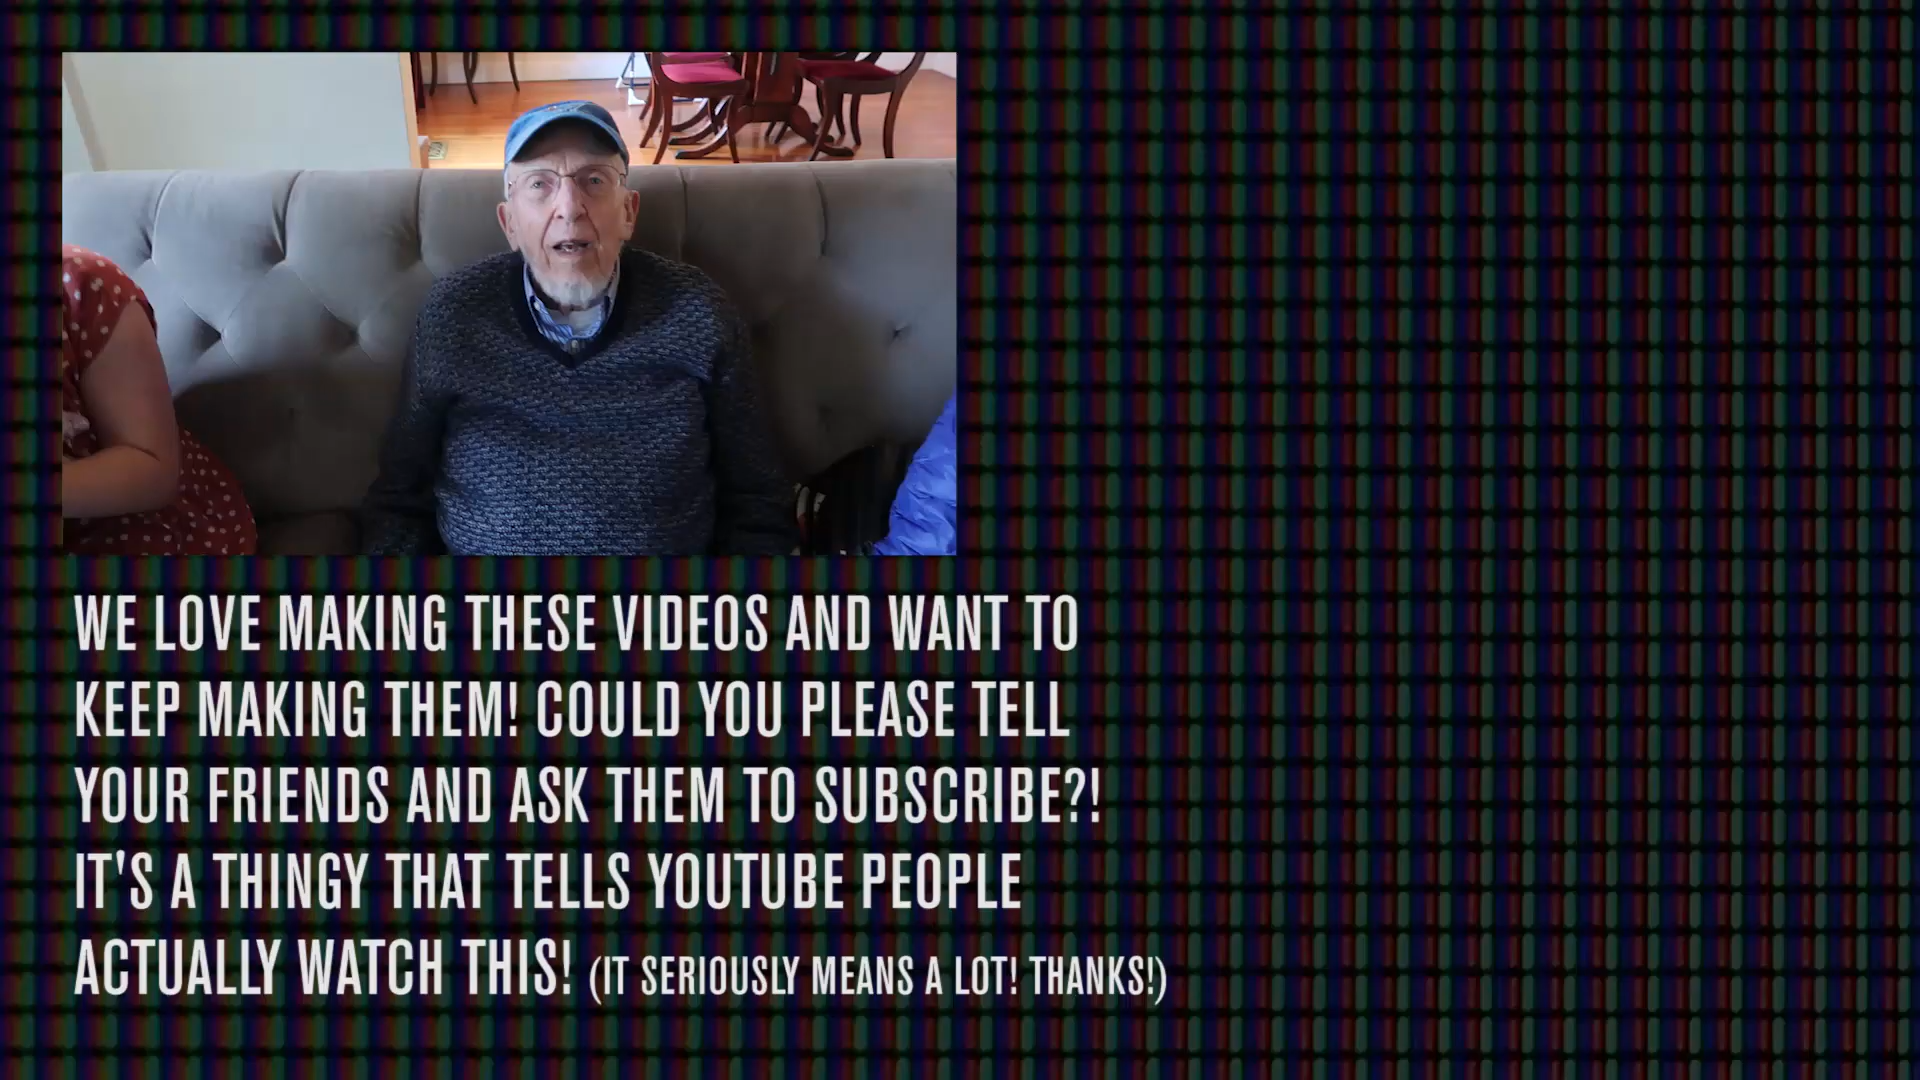 WE LOVE MAKING THESE VIDEOS AND WANT TO
KEEP MAKING THEM! COULD YOU PLEASE TELL
YOUR FRIENDS AND ASK THEM TO SUBSCRIBE?!
IT'S A THINGY THAT TELLS YOUTUBE PEOPLE
ACTUALLY WATCH THIS! (IT SERIOUSLY MEANS A LOT! THANKS!)